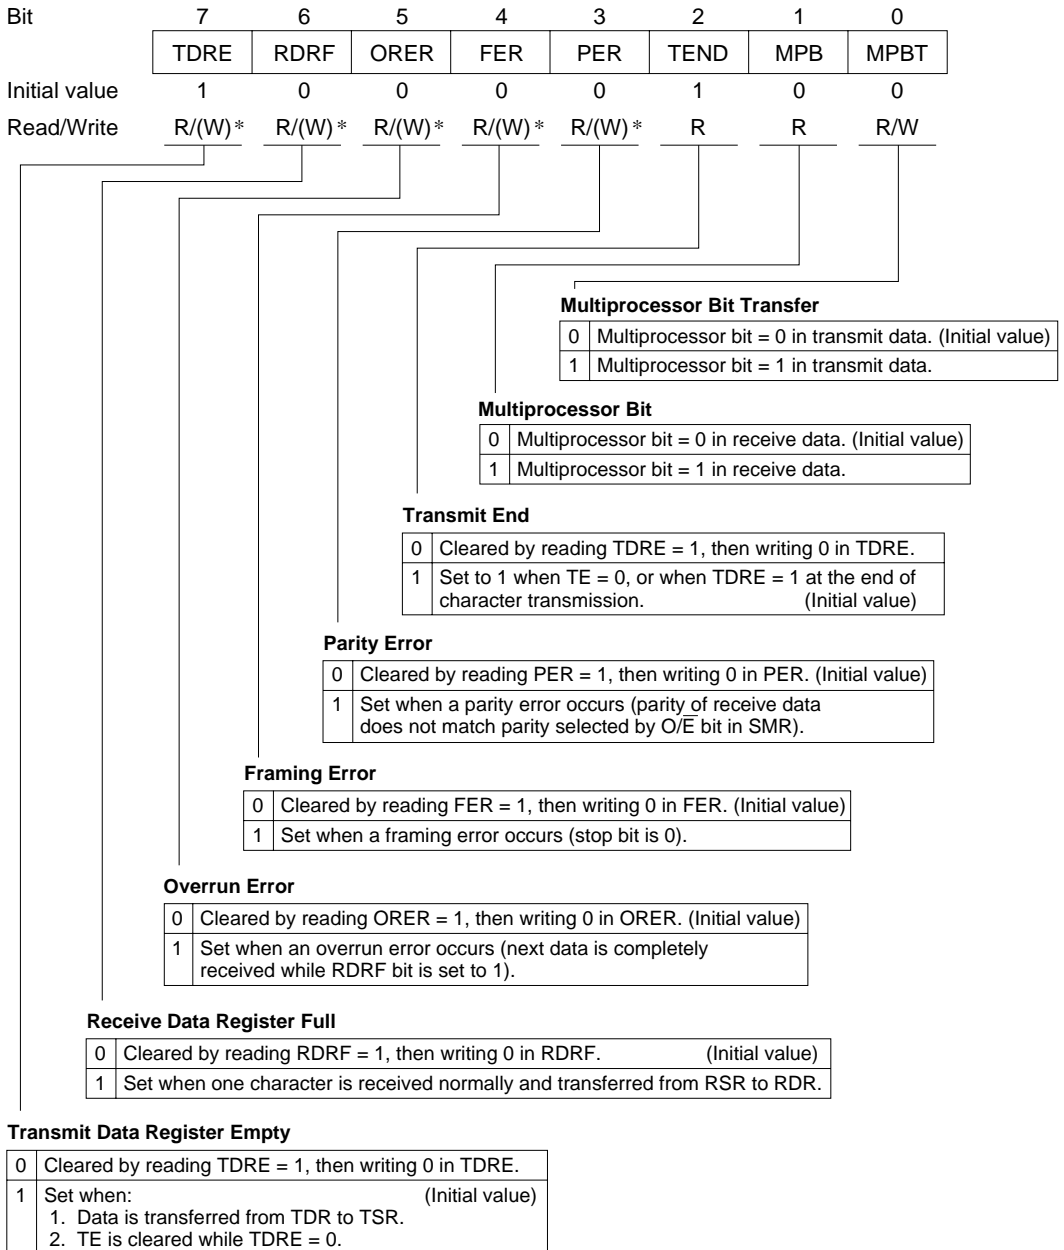 Bit 7 6 5 4 3 2 1 0
TDRE RDRF ORER FER PER TEND MPB MPBT
Initial value 1 0 0 0 0 1 0 0
Read/Write R/(W)* R/(W)* R/(W)* R/(W)* R/(W)* R R R/W
Multiprocessor Bit Transfer
0 Multiprocessor bit = 0 in transmit data. (Initial value)
1 Multiprocessor bit = 1 in transmit data.
Multiprocessor Bit
0 Multiprocessor bit = 0 in receive data. (Initial value)
1 Multiprocessor bit = 1 in receive data.
Transmit End
0 Cleared by reading TDRE = 1, then writing 0 in TDRE.
1 Set to 1 when TE = 0, or when TDRE = 1 at the end of
character transmission. (Initial value)
Parity Error
0 Cleared by reading PER = 1, then writing 0 in PER. (Initial value)
1 Set when a parity error occurs (parity of receive data
does not match parity selected by O/E̅ bit in SMR).
Framing Error
0 Cleared by reading FER = 1, then writing 0 in FER. (Initial value)
1 Set when a framing error occurs (stop bit is 0).
Overrun Error
0 Cleared by reading ORER = 1, then writing 0 in ORER. (Initial value)
1 Set when an overrun error occurs (next data is completely
received while RDRF bit is set to 1).
Receive Data Register Full
0 Cleared by reading RDRF = 1, then writing 0 in RDRF. (Initial value)
1 Set when one character is received normally and transferred from RSR to RDR.
Transmit Data Register Empty
0 Cleared by reading TDRE = 1, then writing 0 in TDRE.
1 Set when: (Initial value)
1. Data is transferred from TDR to TSR.
2. TE is cleared while TDRE = 0.